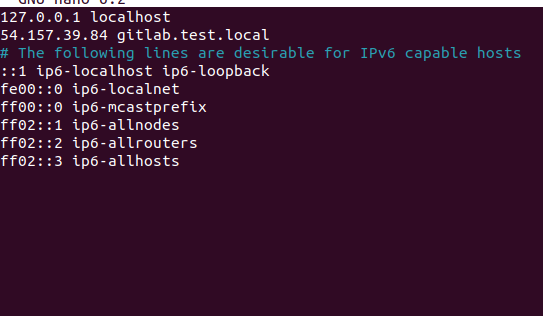 GNU nano 6.2
127.0.0.1 localhost
54.157.39.84 gitlab.test.local
# The following lines are desirable for IPv6 capable hosts
::1 ip6-localhost ip6-loopback
fe00::0 ip6-localnet
ff00::0 ip6-mcastprefix
ff02::1 ip6-allnodes
ff02::2 ip6-allrouters
ff02::3 ip6-allhosts